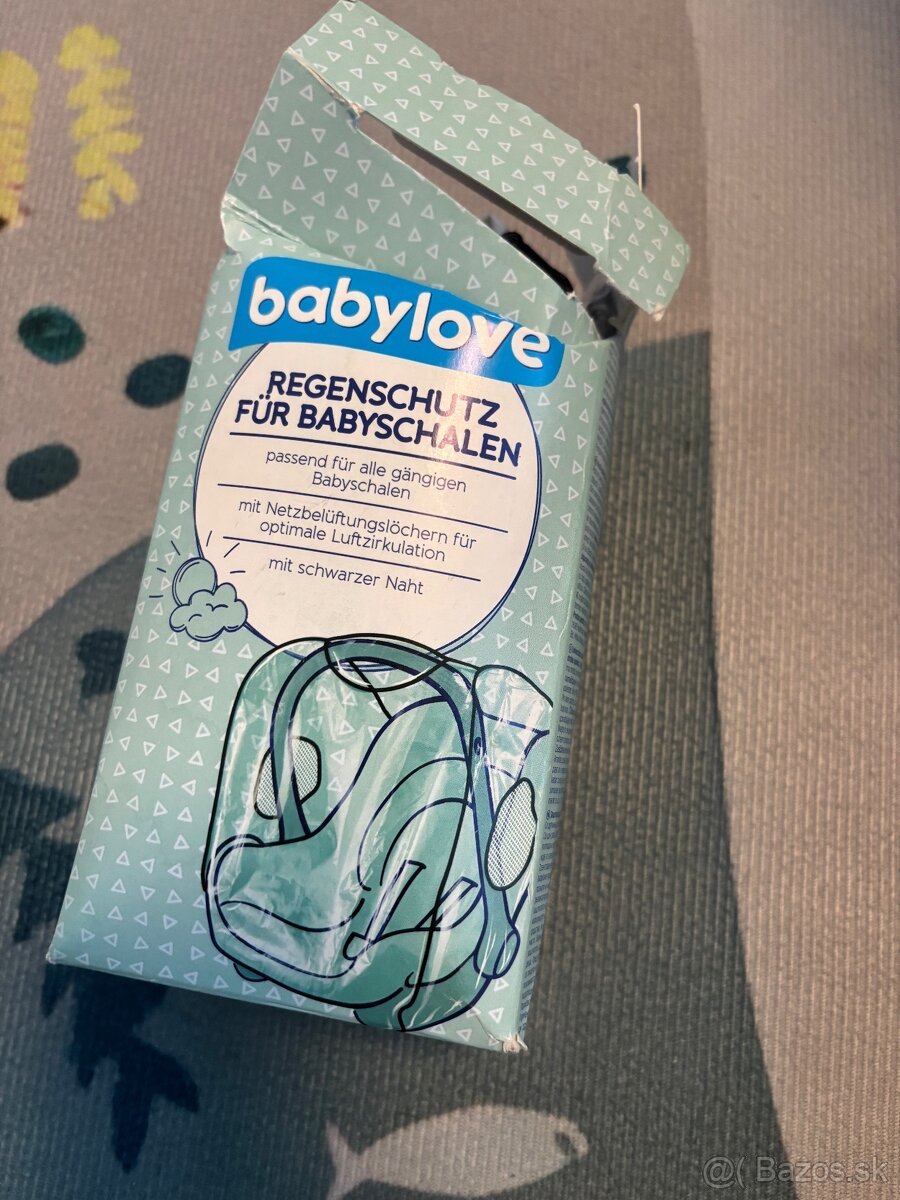 babylove
REGENSCHUTZ
FÜR BABYSCHALEN
passend für alle gängigen
Babyschalen
mit Netzbelüftungslöchern für
optimale Luftzirkulation
mit schwarzer Naht
@( Bazos.sk